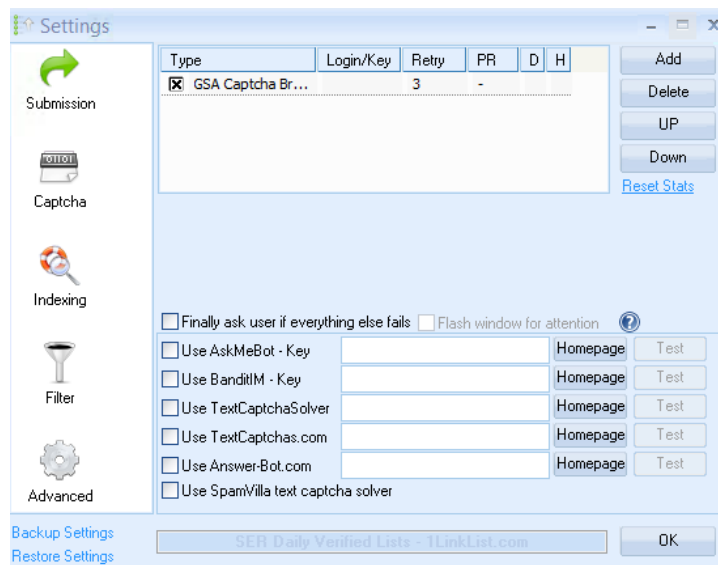 Settings
Submission
Captcha
Indexing
Filter
Advanced
Backup Settings
Restore Settings
Type Login/Key Retry PR D H
GSA Captcha Br... 3 -
Add
Delete
UP
Down
Reset Stats
Finally ask user if everything else fails Flash window for attention ?
Use AskMeBot - Key Homepage Test
Use BanditIM - Key Homepage Test
Use TextCaptchaSolver Homepage Test
Use TextCaptchas.com Homepage Test
Use Answer-Bot.com Homepage Test
Use SpamVilla text captcha solver
SER Daily Verified Lists - 1LinkList.com
OK